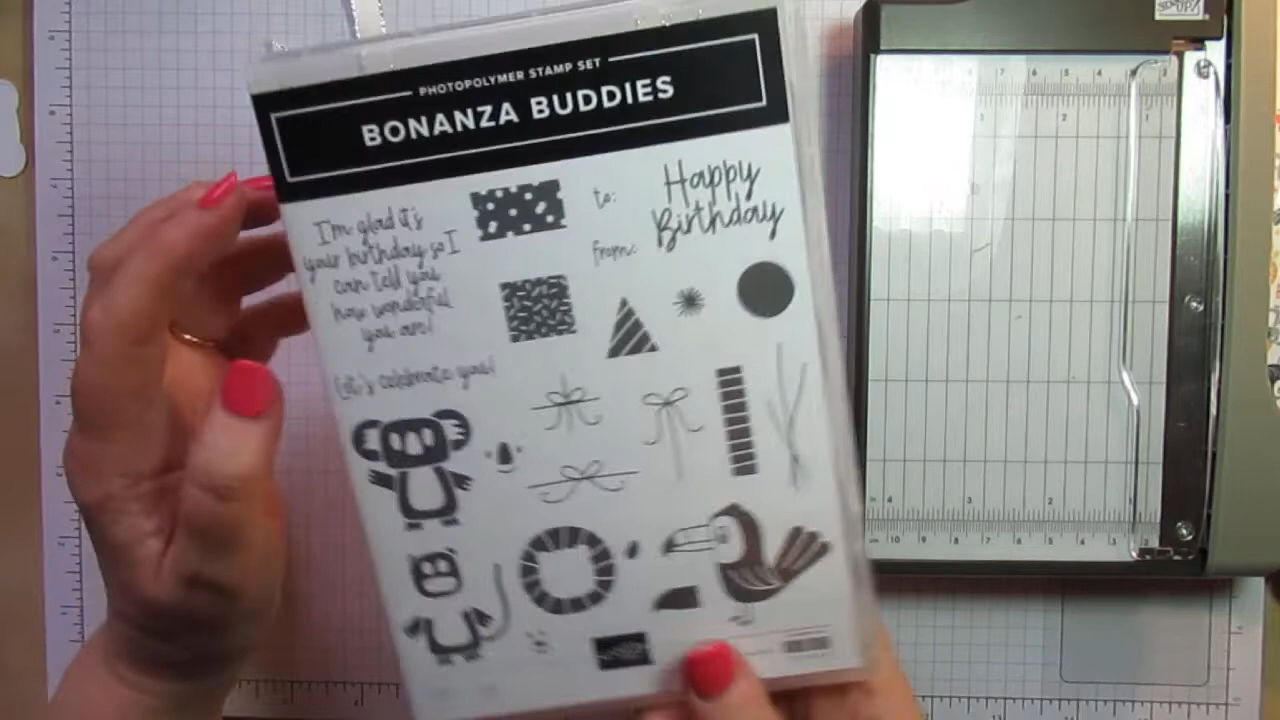 PHOTOPOLYMER STAMP SET
BONANZA BUDDIES
I'm glad it's
your birthday so I
can tell you
how wonderful
you are!
to:
from:
Happy
Birthday
let's celebrate you!